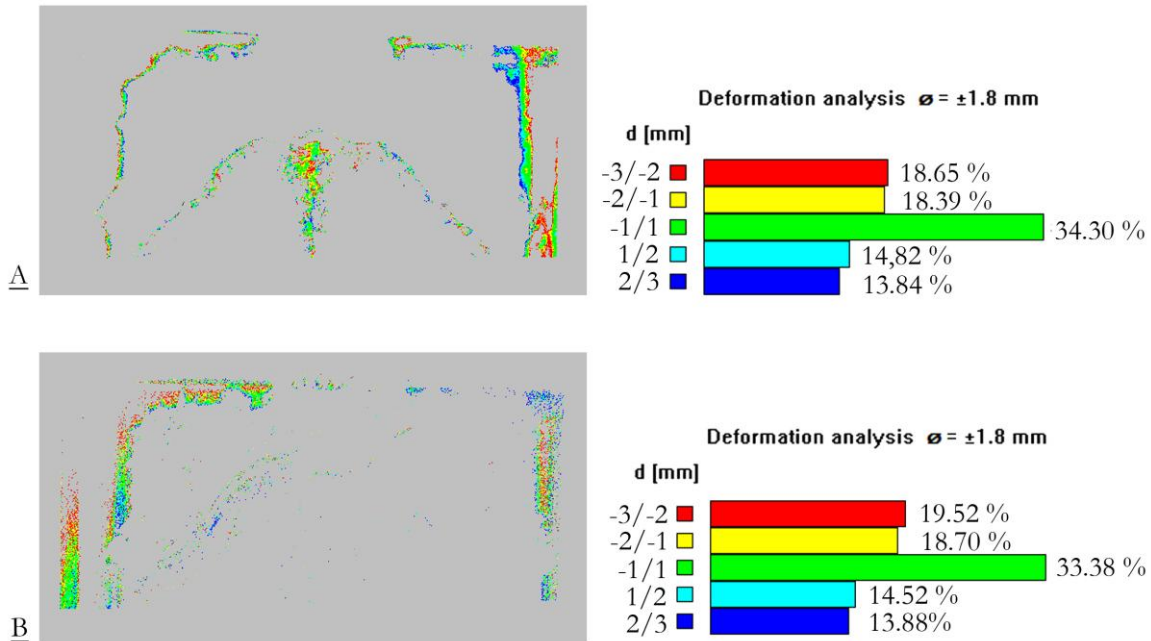 Deformation analysis ø = ±1.8 mm
d [mm]
-3/-2 18.65 %
-2/-1 18.39 %
-1/1 34.30 %
1/2 14,82 %
2/3 13.84 %
A
Deformation analysis ø = ±1.8 mm
d [mm]
-3/-2 19.52 %
-2/-1 18.70 %
-1/1 33.38 %
1/2 14.52 %
2/3 13.88%
B